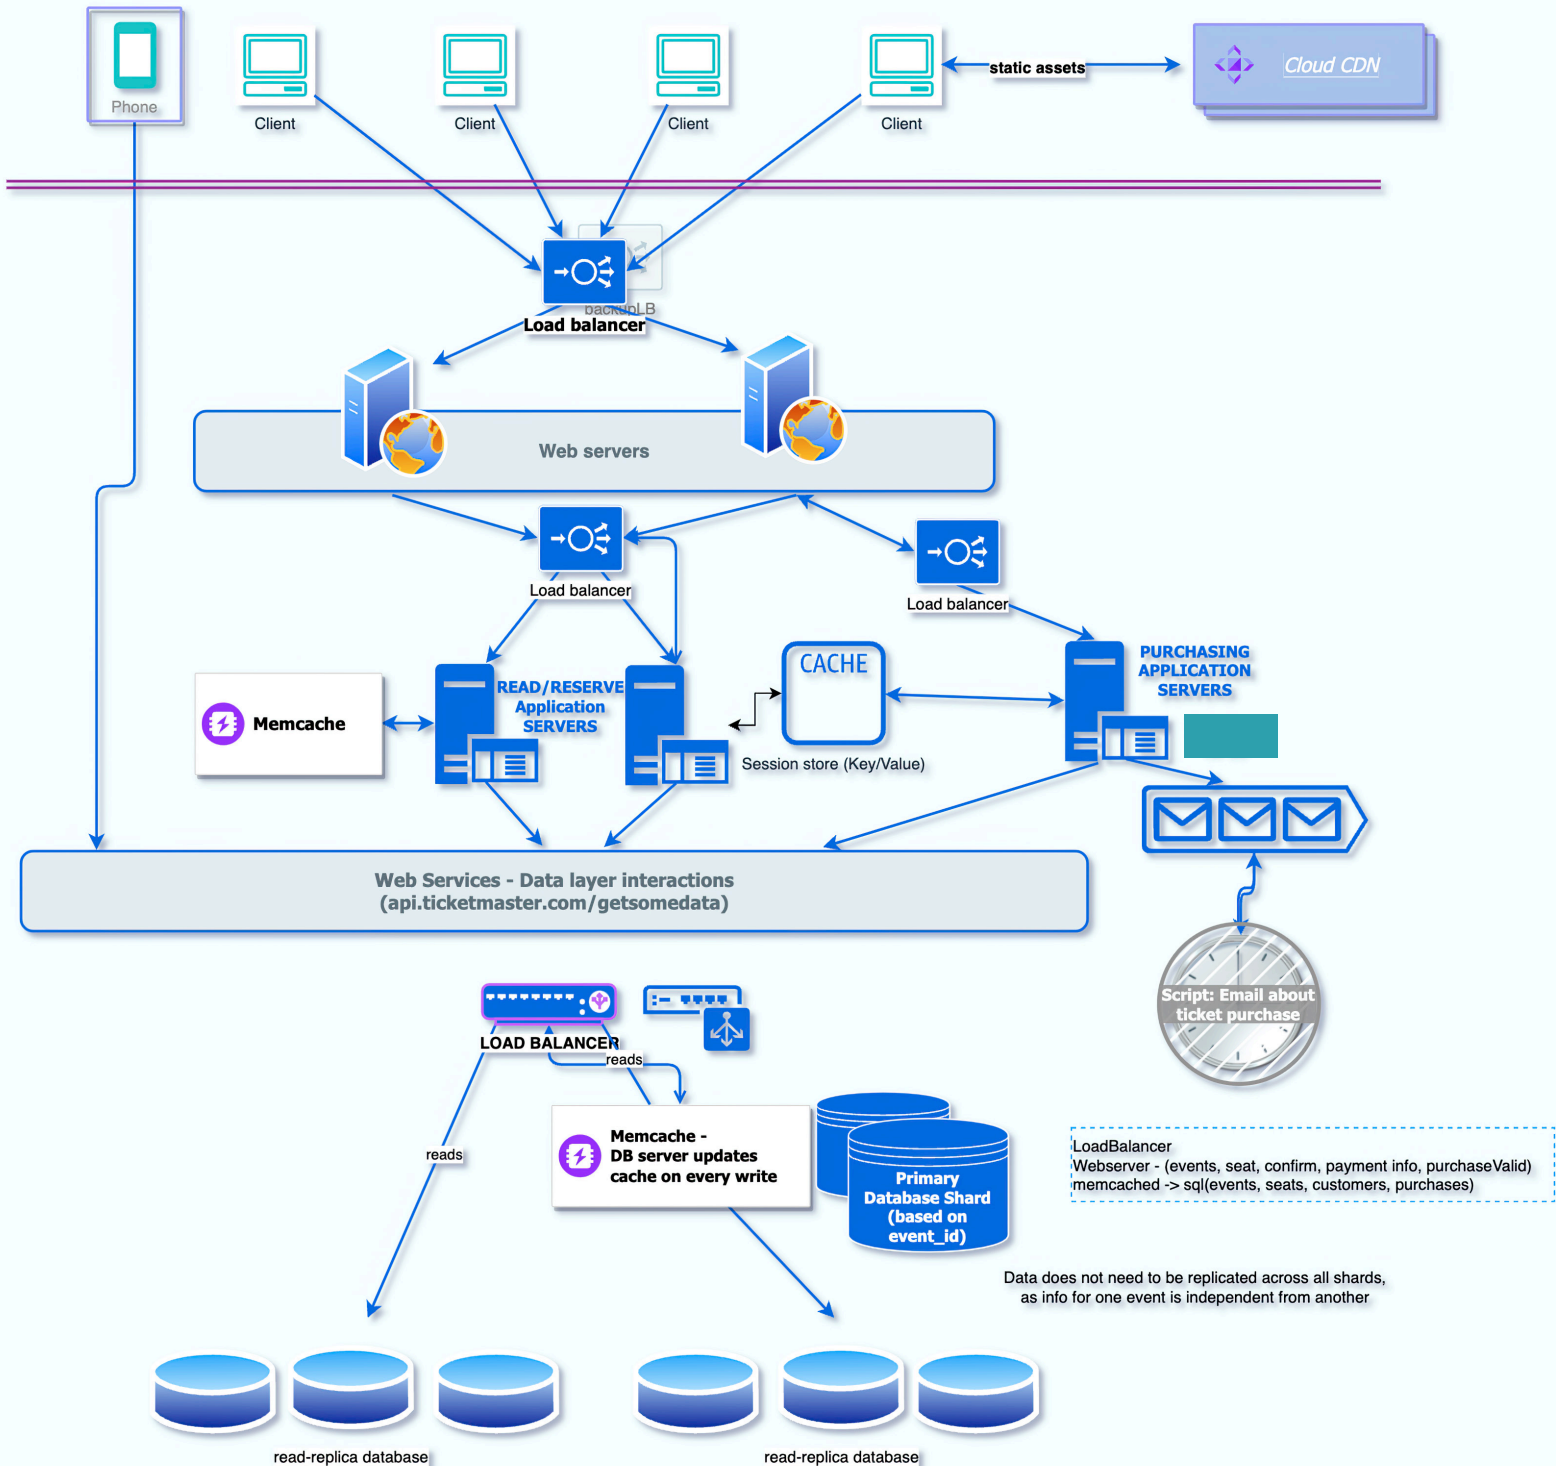 Phone
Client
Client
Client
Client
static assets
Cloud CDN
backupLB
Load balancer
Web servers
Load balancer
Load balancer
Memcache
READ/RESERVE
Application
SERVERS
CACHE
Session store (Key/Value)
PURCHASING
APPLICATION
SERVERS
Web Services - Data layer interactions
(api.ticketmaster.com/getsomedata)
Script: Email about
ticket purchase
LOAD BALANCER
reads
reads
Memcache -
DB server updates
cache on every write
Primary
Database Shard
(based on
event_id)
LoadBalancer
Webserver - (events, seat, confirm, payment info, purchaseValid)
memcached -> sql(events, seats, customers, purchases)
Data does not need to be replicated across all shards,
as info for one event is independent from another
read-replica database
read-replica database